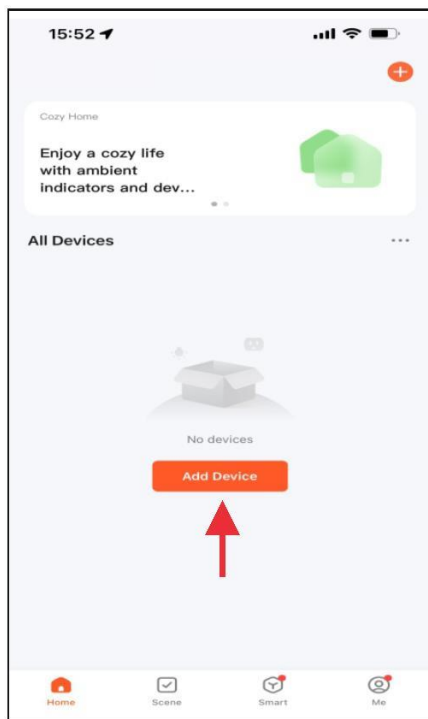 15:52
Cozy Home
Enjoy a cozy life
with ambient
indicators and dev...
All Devices
No devices
Add Device
Home Scene Smart Me